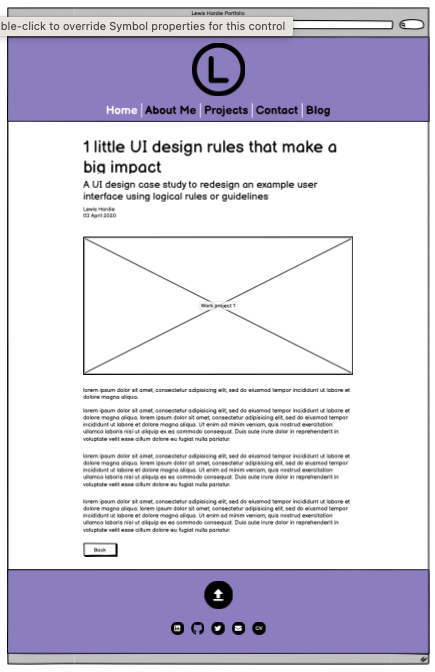 Lewis Hardie Portfolio
ble-click to override Symbol properties for this control
L
Home About Me Projects Contact Blog
1 little UI design rules that make a
big impact
A UI design case study to redesign an example user
interface using logical rules or guidelines
Lewis Hardie
03 April 2020
Work project 1
lorem ipsum dolor sit amet, consectetur adipisicing elit, sed do eiusmod tempor incididunt ut labore et
dolore magna aliqua.
lorem ipsum dolor sit amet, consectetur adipisicing elit, sed do eiusmod tempor incididunt ut labore et
dolore magna aliqua. lorem ipsum dolor sit amet, consectetur adipisicing elit, sed do eiusmod tempor
incididunt ut labore et dolore magna aliqua. Ut enim ad minim veniam, quis nostrud exercitation
ullamco laboris nisi ut aliquip ex ea commodo consequat. Duis aute irure dolor in reprehenderit in
voluptate velit esse cillum dolore eu fugiat nulla pariatur.
lorem ipsum dolor sit amet, consectetur adipisicing elit, sed do eiusmod tempor incididunt ut labore et
dolore magna aliqua. lorem ipsum dolor sit amet, consectetur adipisicing elit, sed do eiusmod tempor
incididunt ut labore et dolore magna aliqua. Ut enim ad minim veniam, quis nostrud exercitation
ullamco laboris nisi ut aliquip ex ea commodo consequat. Duis aute irure dolor in reprehenderit in
voluptate velit esse cillum dolore eu fugiat nulla pariatur.
lorem ipsum dolor sit amet, consectetur adipisicing elit, sed do eiusmod tempor incididunt ut labore et
dolore magna aliqua. lorem ipsum dolor sit amet, consectetur adipisicing elit, sed do eiusmod tempor
incididunt ut labore et dolore magna aliqua. Ut enim ad minim veniam, quis nostrud exercitation
ullamco laboris nisi ut aliquip ex ea commodo consequat. Duis aute irure dolor in reprehenderit in
voluptate velit esse cillum dolore eu fugiat nulla pariatur.
Back
in CV